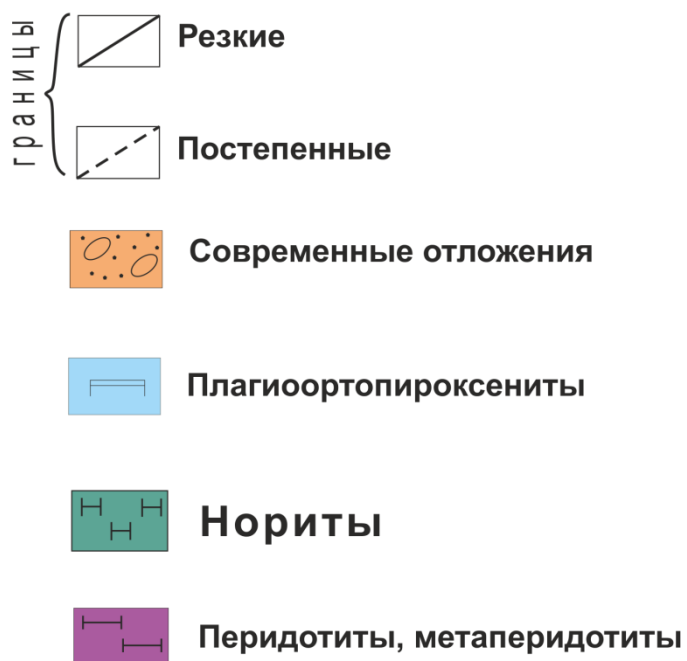 границы
Резкие
Постепенные
Современные отложения
Плагиоортопироксениты
Нориты
Перидотиты, метаперидотиты